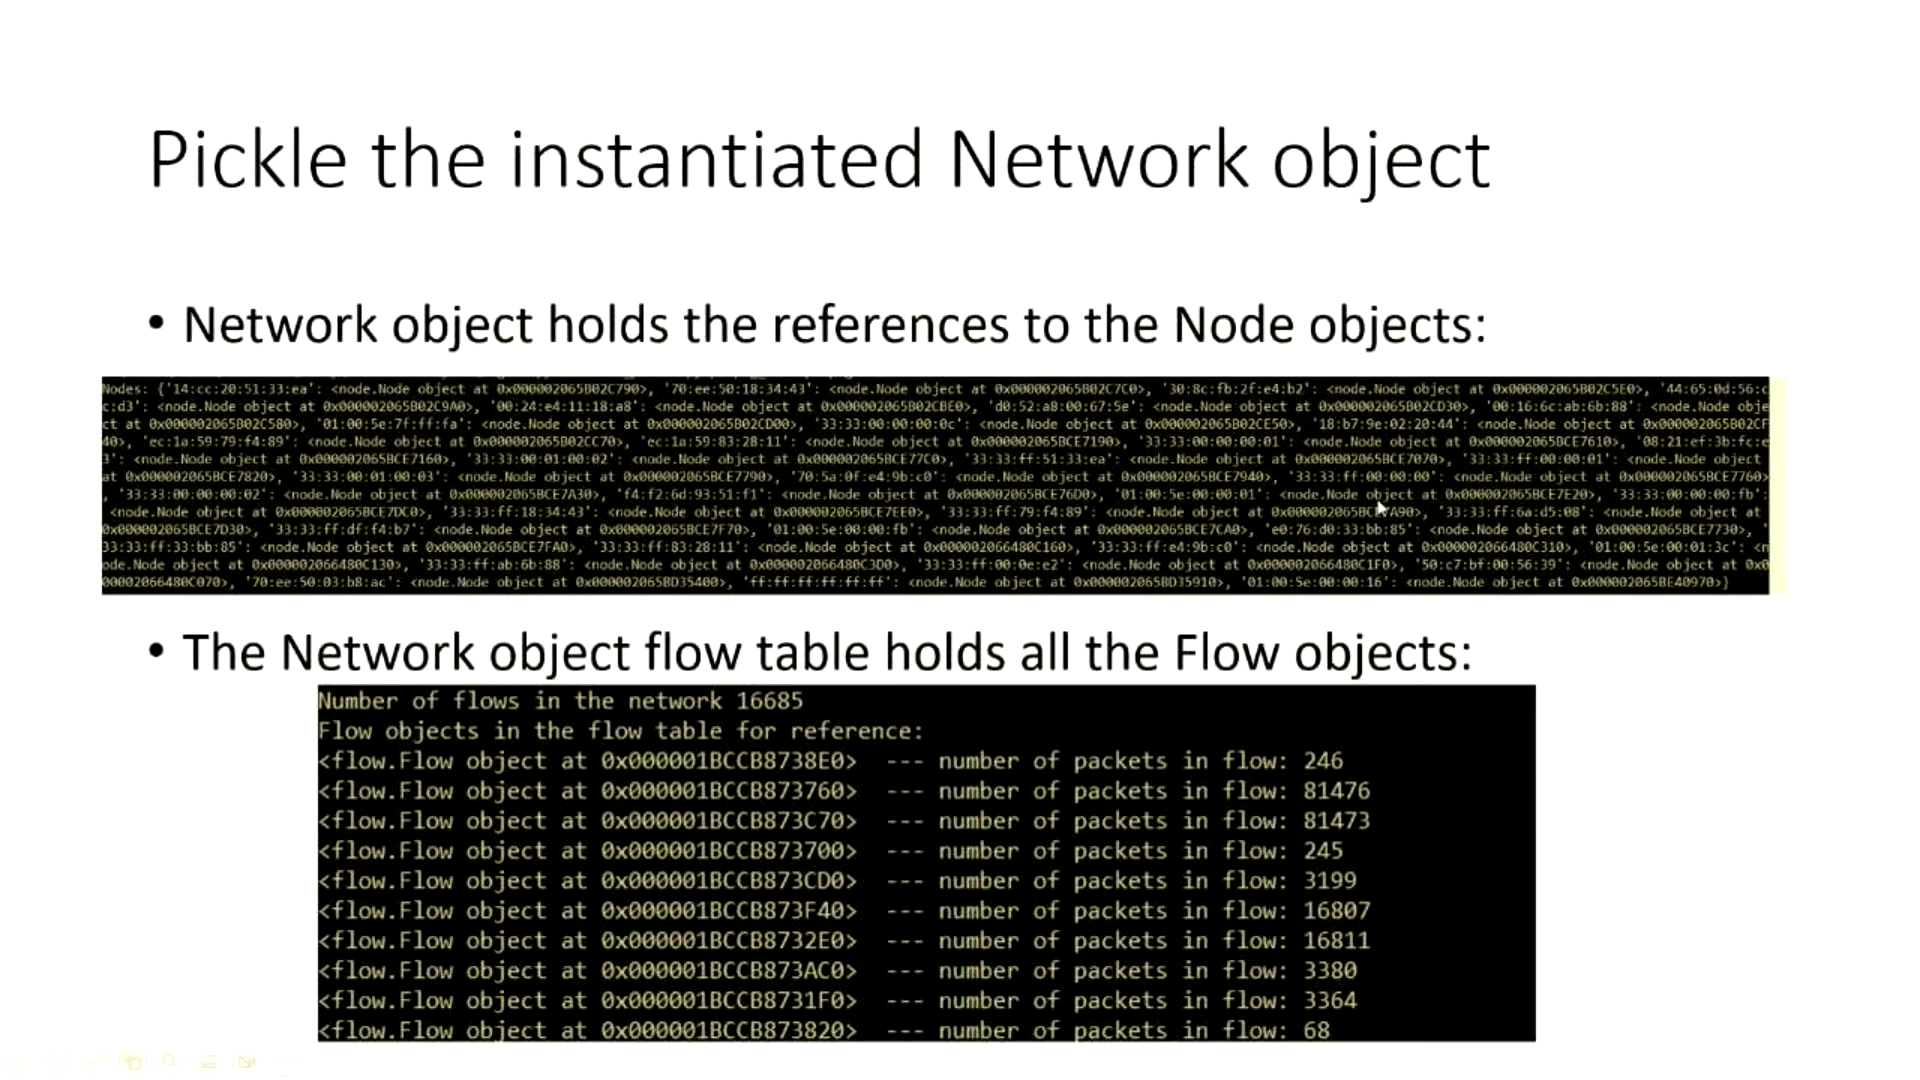 Pickle the instantiated Network object
• Network object holds the references to the Node objects:
Nodes: {'14:cc:20:51:33:ea': <node.Node object at 0x000002065B02C790>, '70:ee:50:18:34:43': <node.Node object at 0x000002065B02C7C0>, '30:8c:fb:2f:e4:b2': <node.Node object at 0x000002065B02C5E0>, '44:65:0d:56:c
c:d3': <node.Node object at 0x000002065B02C9A0>, '00:24:e4:11:18:a8': <node.Node object at 0x000002065B02CBE0>, 'd0:52:a8:00:67:5e': <node.Node object at 0x000002065B02CD30>, '00:16:6c:ab:6b:88': <node.Node obje
ct at 0x000002065B02C580>, '01:00:5e:7f:ff:fa': <node.Node object at 0x000002065B02CD00>, '33:33:00:00:00:0c': <node.Node object at 0x000002065B02CE50>, '18:b7:9e:02:20:44': <node.Node object at 0x000002065B02CF
40>, 'ec:1a:59:79:f4:89': <node.Node object at 0x000002065B02CC70>, 'ec:1a:59:83:28:11': <node.Node object at 0x000002065BCE7190>, '33:33:00:00:00:01': <node.Node object at 0x000002065BCE7610>, '08:21:ef:3b:fc:e
3': <node.Node object at 0x000002065BCE7160>, '33:33:00:01:00:02': <node.Node object at 0x000002065BCE77C0>, '33:33:ff:51:33:ea': <node.Node object at 0x000002065BCE7070>, '33:33:ff:00:00:01': <node.Node object
at 0x000002065BCE7820>, '33:33:00:01:00:03': <node.Node object at 0x000002065BCE7790>, '70:5a:0f:e4:9b:c0': <node.Node object at 0x000002065BCE7940>, '33:33:ff:00:00:00': <node.Node object at 0x000002065BCE7760>
, '33:33:00:00:00:02': <node.Node object at 0x000002065BCE7A30>, 'f4:f2:6d:93:51:f1': <node.Node object at 0x000002065BCE76D0>, '01:00:5e:00:00:01': <node.Node object at 0x000002065BCE7E20>, '33:33:00:00:00:fb':
<node.Node object at 0x000002065BCE7DC0>, '33:33:ff:18:34:43': <node.Node object at 0x000002065BCE7EE0>, '33:33:ff:79:f4:89': <node.Node object at '33:33:ff:6a:d5:08': <node.Node object at
0x000002065BCE7D30>, '33:33:ff:df:f4:b7': <node.Node object at 0x000002065BCE7F70>, '01:00:5e:00:00:fb': <node.Node object at 0x000002065BCE7CA0>, 'e0:76:d0:33:bb:85': <node.Node object at 0x000002065BCE7730>, '
33:33:ff:33:bb:85': <node.Node object at 0x000002065BCE7FA0>, '33:33:ff:83:28:11': <node.Node object at 0x000002066480C160>, '33:33:ff:e4:9b:c0': <node.Node object at 0x000002066480C310>, '01:00:5e:00:01:3c': <n
ode.Node object at 0x000002066480C130>, '33:33:ff:ab:6b:88': <node.Node object at 0x000002066480C3D0>, '33:33:ff:00:0e:e2': <node.Node object at 0x000002066480C1F0>, '50:c7:bf:00:56:39': <node.Node object at 0x0
00002066480C070>, '70:ee:50:03:b8:ac': <node.Node object at 0x000002065BD35400>, 'ff:ff:ff:ff:ff:ff': <node.Node object at 0x000002065BD35910>, '01:00:5e:00:00:16': <node.Node object at 0x000002065BE40970>}
• The Network object flow table holds all the Flow objects:
Number of flows in the network 16685
Flow objects in the flow table for reference:
<flow.Flow object at 0x000001BCCB8738E0> --- number of packets in flow: 246
<flow.Flow object at 0x000001BCCB873760> --- number of packets in flow: 81476
<flow.Flow object at 0x000001BCCB873C70> --- number of packets in flow: 81473
<flow.Flow object at 0x000001BCCB873700> --- number of packets in flow: 245
<flow.Flow object at 0x000001BCCB873CD0> --- number of packets in flow: 3199
<flow.Flow object at 0x000001BCCB873F40> --- number of packets in flow: 16807
<flow.Flow object at 0x000001BCCB8732E0> --- number of packets in flow: 16811
<flow.Flow object at 0x000001BCCB873AC0> --- number of packets in flow: 3380
<flow.Flow object at 0x000001BCCB8731F0> --- number of packets in flow: 3364
<flow.Flow object at 0x000001BCCB873820> --- number of packets in flow: 68